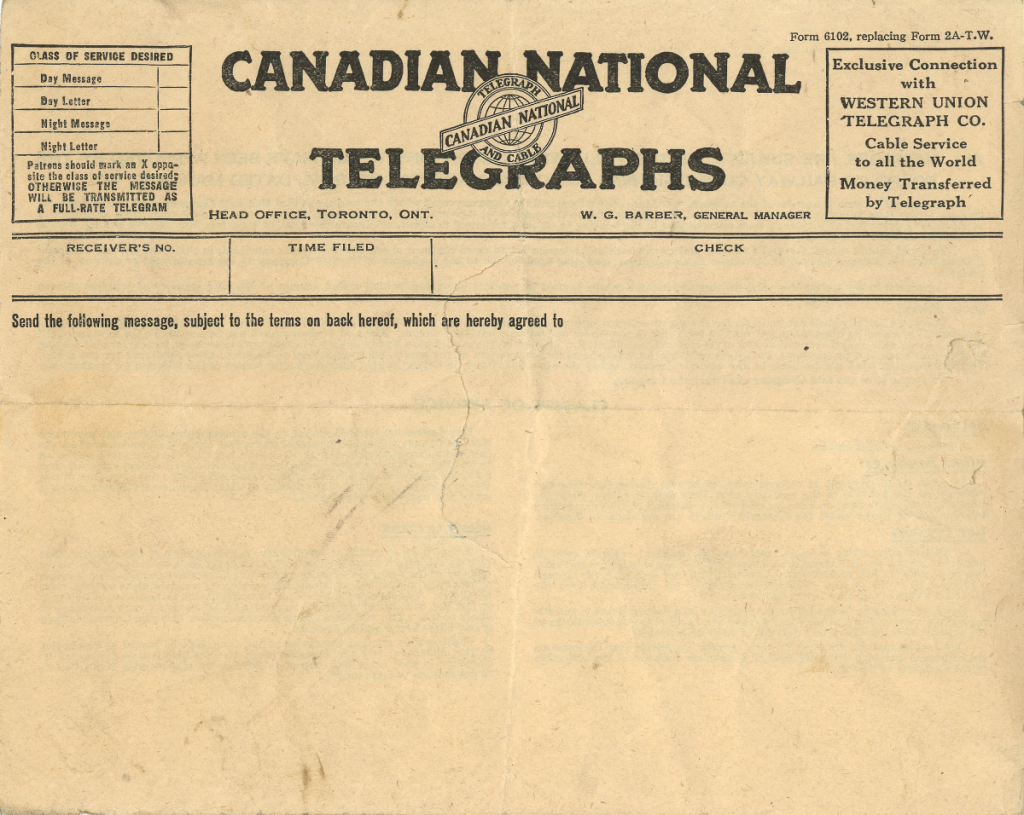 Form 6102, replacing Form 2A-T.W.
CLASS OF SERVICE DESIRED
Day Message
Day Letter
Night Message
Night Letter
Patrons should mark an X oppo-
site the class of service desired;
OTHERWISE THE MESSAGE
WILL BE TRANSMITTED AS
A FULL-RATE TELEGRAM
CANADIAN NATIONAL
TELEGRAPH
CANADIAN NATIONAL
AND CABLE
TELEGRAPHS
HEAD OFFICE, TORONTO, ONT.
W. G. BARBER, GENERAL MANAGER
Exclusive Connection
with
WESTERN UNION
TELEGRAPH CO.
Cable Service
to all the World
Money Transferred
by Telegraph
RECEIVER'S NO.
TIME FILED
CHECK
Send the following message, subject to the terms on back hereof, which are hereby agreed to